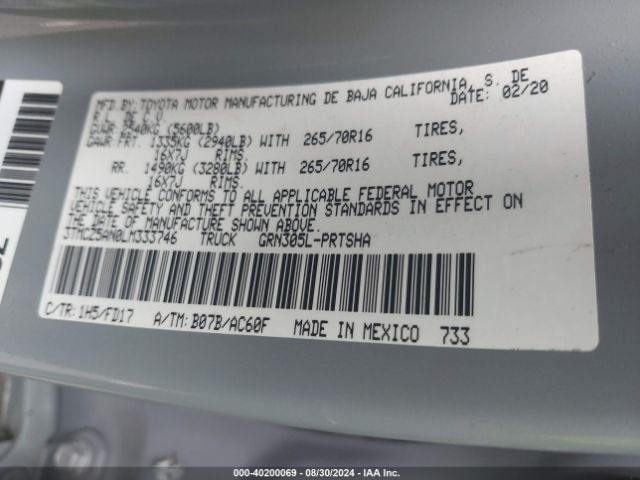 MFD.BY: TOYOTA MOTOR MANUFACTURING DE BAJA CALIFORNIA, S. DE
R.L. DE C.V. DATE: 02/20
GVWR 2540KG (5600LB)
GAWR: FRT. 1335KG (2940LB) WITH 265/70R16 TIRES,
16X7J RIMS.
RR. 1490KG (3280LB) WITH 265/70R16 TIRES,
16X7J RIMS.
THIS VEHICLE CONFORMS TO ALL APPLICABLE FEDERAL MOTOR
VEHICLE SAFETY AND THEFT PREVENTION STANDARDS IN EFFECT ON
THE DATE OF MANUFACTURE SHOWN ABOVE.
3TMCZ5AN0LM333746 TRUCK GRN305L-PRTSHA
C/TR: 1H5/FD17 A/TM: B07B/AC60F MADE IN MEXICO 733
000-40200069 - 08/30/2024 - IAA Inc.